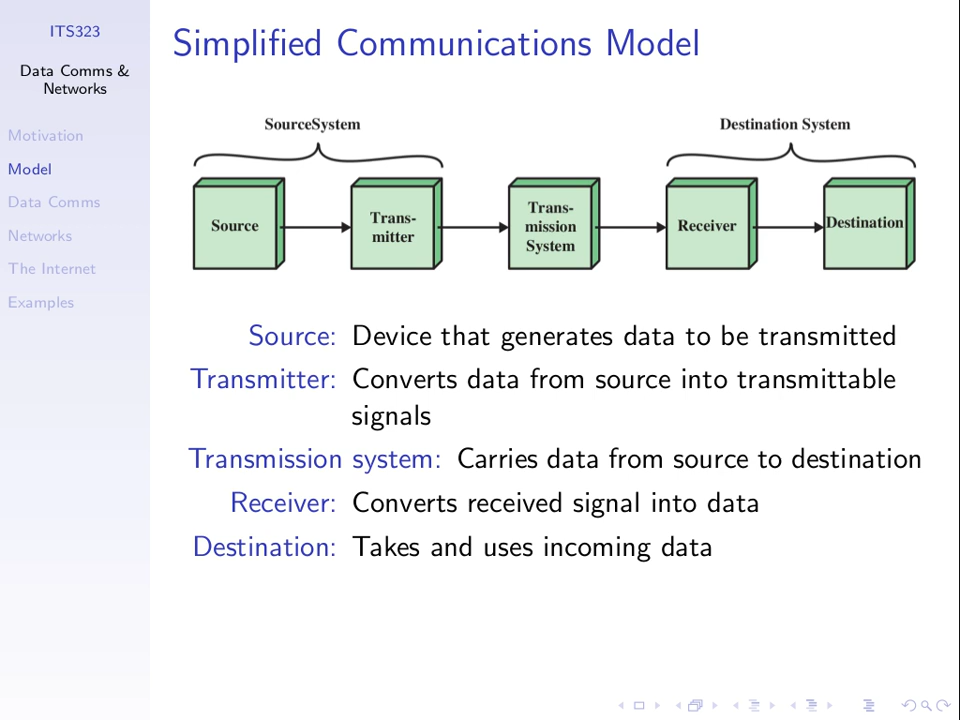 ITS323
Data Comms &
Networks
Motivation
Model
Data Comms
Networks
The Internet
Examples
Simplified Communications Model
SourceSystem
Destination System
Source
Trans-
mitter
Trans-
mission
System
Receiver
Destination
Source: Device that generates data to be transmitted
Transmitter: Converts data from source into transmittable
signals
Transmission system: Carries data from source to destination
Receiver: Converts received signal into data
Destination: Takes and uses incoming data